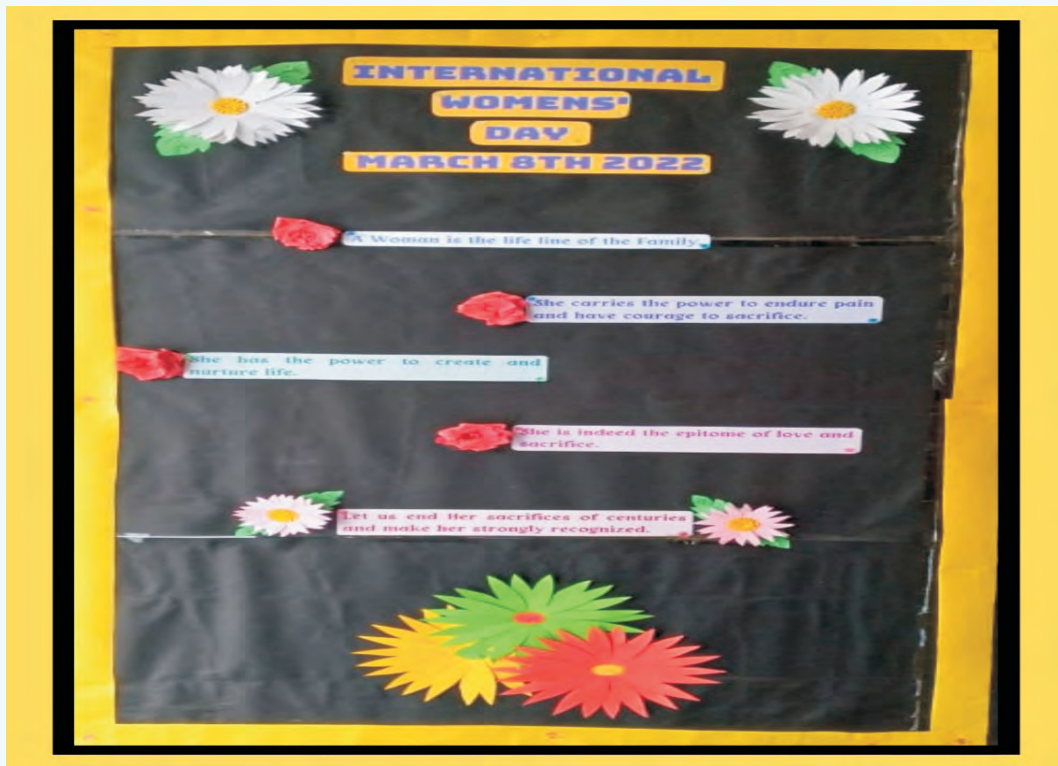 INTERNATIONAL
WOMENS'
DAY
MARCH 8TH 2022
A Woman is the life line of the Family
She carries the power to endure pain
and have courage to sacrifice.
She has the power to create and
nurture life.
She is indeed the epitome of love and
sacrifice.
Let us end Her sacrifices of centuries
and make her strongly recognized.